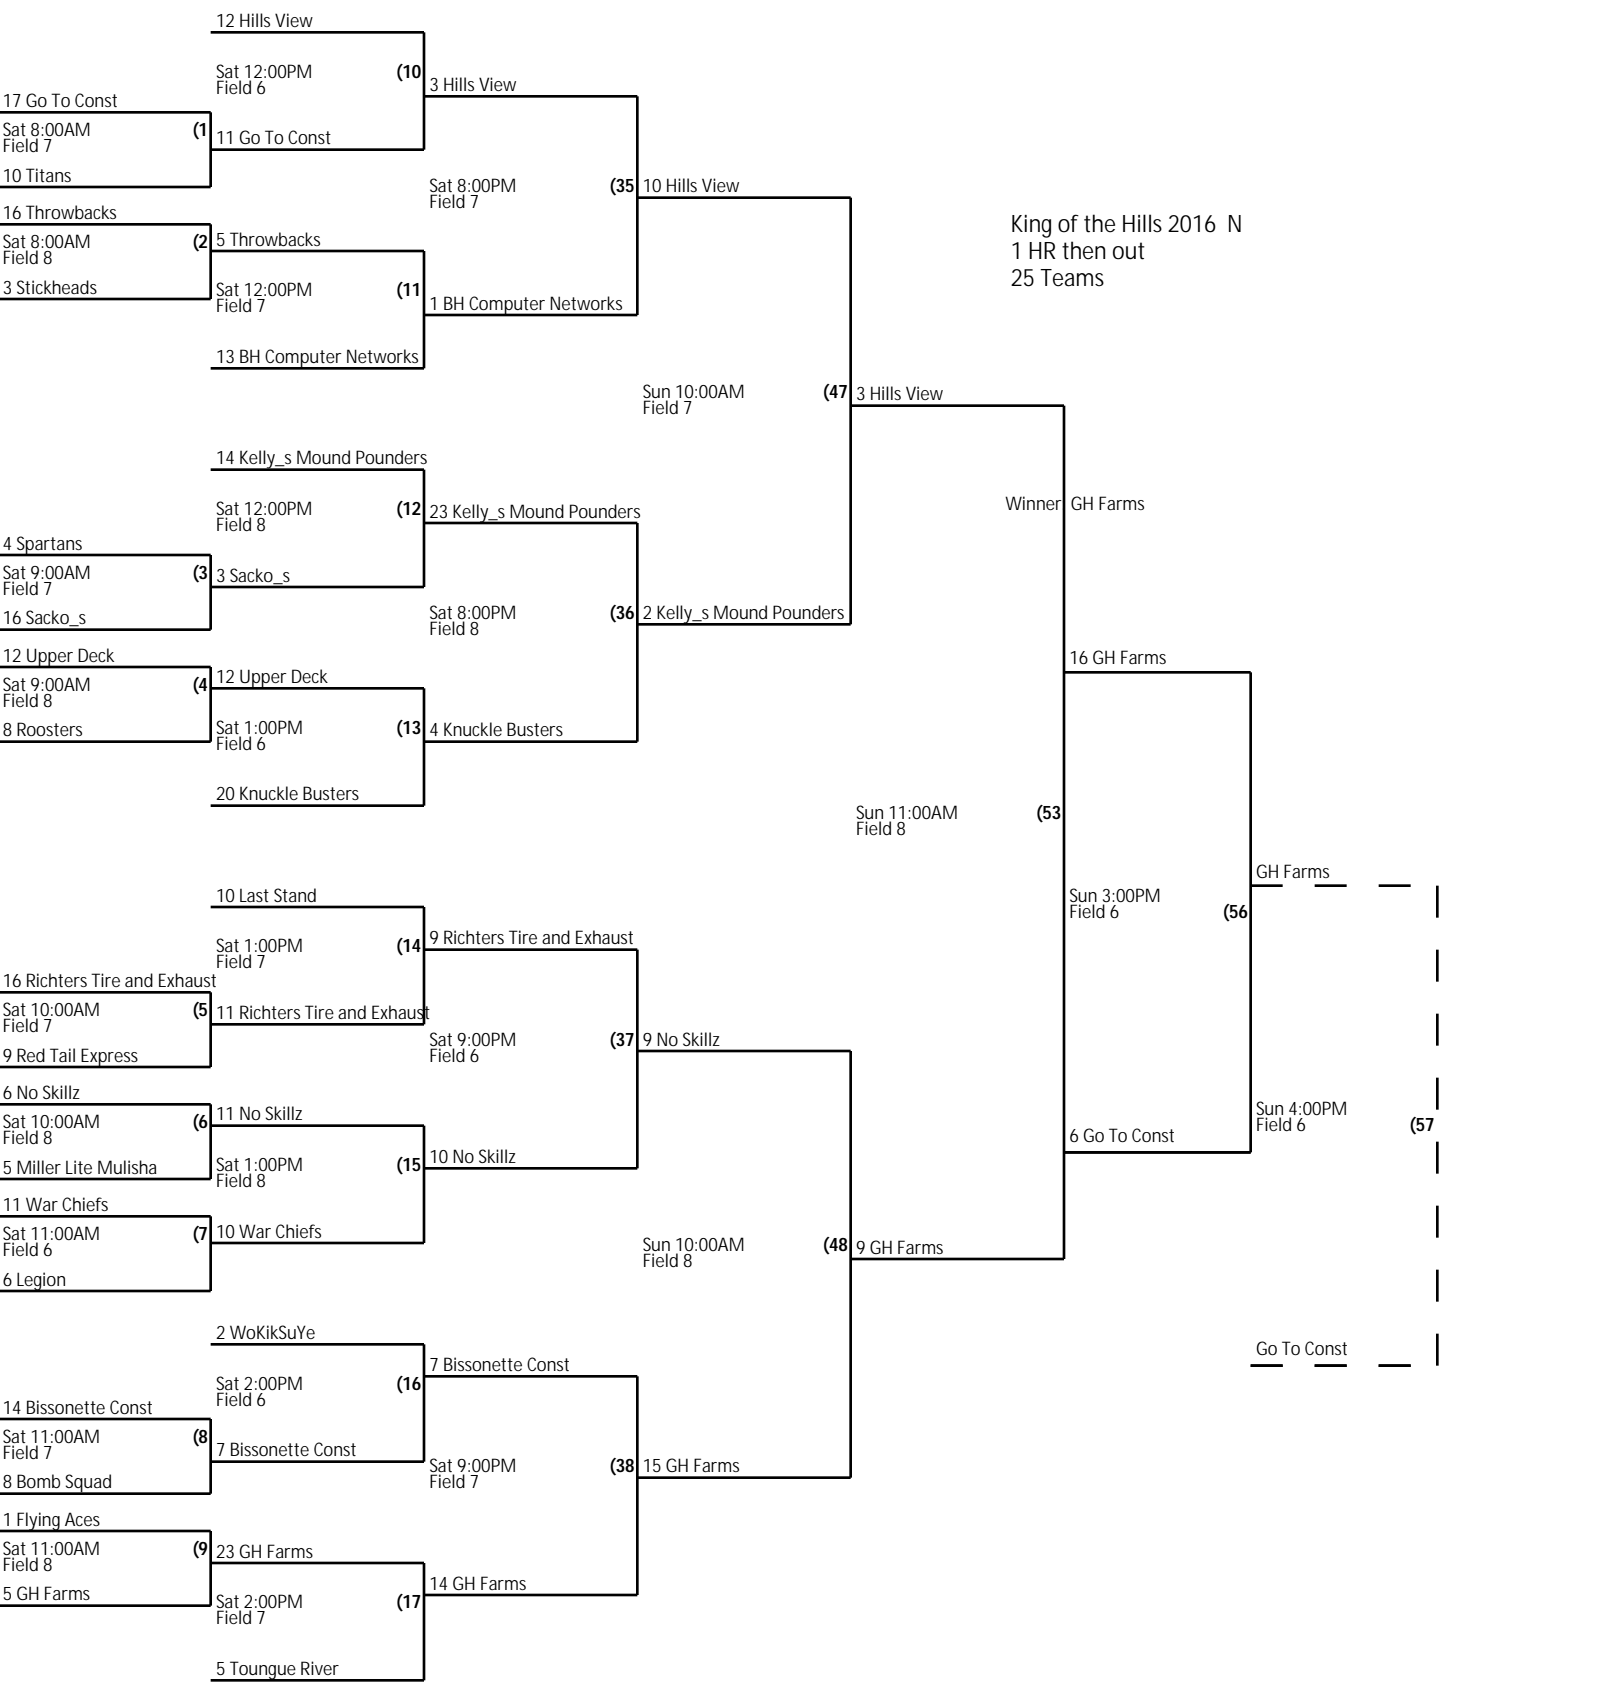 12 Hills View
Sat 12:00PM
Field 6
(10
3 Hills View
17 Go To Const
Sat 8:00AM
Field 7
(1
11 Go To Const
10 Titans
Sat 8:00PM
Field 7
(35
10 Hills View
16 Throwbacks
Sat 8:00AM
Field 8
(2
5 Throwbacks
3 Stickheads
Sat 12:00PM
Field 7
(11
1 BH Computer Networks
13 BH Computer Networks
King of the Hills 2016 N
1 HR then out
25 Teams
Sun 10:00AM
Field 7
(47
3 Hills View
14 Kelly_s Mound Pounders
Sat 12:00PM
Field 8
(12
23 Kelly_s Mound Pounders
Winner
GH Farms
4 Spartans
Sat 9:00AM
Field 7
(3
3 Sacko_s
16 Sacko_s
Sat 8:00PM
Field 8
(36
2 Kelly_s Mound Pounders
12 Upper Deck
Sat 9:00AM
Field 8
(4
12 Upper Deck
8 Roosters
Sat 1:00PM
Field 6
(13
4 Knuckle Busters
20 Knuckle Busters
16 GH Farms
Sun 11:00AM
Field 8
(53
GH Farms
10 Last Stand
Sat 1:00PM
Field 7
(14
9 Richters Tire and Exhaust
Sun 3:00PM
Field 6
(56
16 Richters Tire and Exhaust
Sat 10:00AM
Field 7
(5
11 Richters Tire and Exhaust
9 Red Tail Express
Sat 9:00PM
Field 6
(37
9 No Skillz
6 No Skillz
Sat 10:00AM
Field 8
(6
11 No Skillz
5 Miller Lite Mulisha
Sat 1:00PM
Field 8
(15
10 No Skillz
6 Go To Const
Sun 4:00PM
Field 6
(57
11 War Chiefs
Sat 11:00AM
Field 6
(7
10 War Chiefs
6 Legion
Sun 10:00AM
Field 8
(48
9 GH Farms
2 WoKikSuYe
Sat 2:00PM
Field 6
(16
7 Bissonette Const
Go To Const
14 Bissonette Const
Sat 11:00AM
Field 7
(8
7 Bissonette Const
8 Bomb Squad
Sat 9:00PM
Field 7
(38
15 GH Farms
1 Flying Aces
Sat 11:00AM
Field 8
(9
23 GH Farms
5 GH Farms
Sat 2:00PM
Field 7
(17
14 GH Farms
5 Toungue River